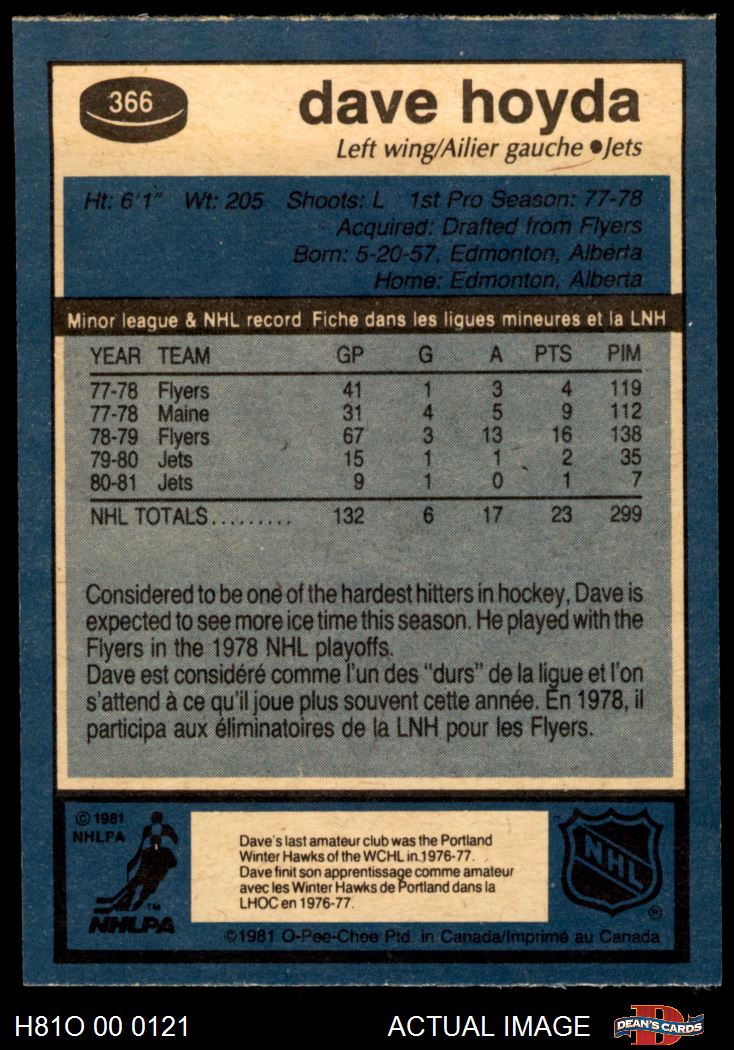 366
dave hoyda
Left wing/Ailier gauche ● Jets
Ht: 6'1" Wt: 205 Shoots: L 1st Pro Season: 77-78
Acquired: Drafted from Flyers
Born: 5-20-57, Edmonton, Alberta
Home: Edmonton, Alberta
Minor league & NHL record Fiche dans les ligues mineures et la LNH
YEAR TEAM GP G A PTS PIM
77-78 Flyers 41 1 3 4 119
77-78 Maine 31 4 5 9 112
78-79 Flyers 67 3 13 16 138
79-80 Jets 15 1 1 2 35
80-81 Jets 9 1 0 1 7
NHL TOTALS......... 132 6 17 23 299
Considered to be one of the hardest hitters in hockey, Dave is
expected to see more ice time this season. He played with the
Flyers in the 1978 NHL playoffs.
Dave est considéré comme l'un des "durs" de la ligue et l'on
s'attend à ce qu'il joue plus souvent cette année. En 1978, il
participa aux éliminatoires de la LNH pour les Flyers.
© 1981
NHLPA
TM
NHLPA
Dave's last amateur club was the Portland
Winter Hawks of the WCHL in 1976-77.
Dave finit son apprentissage comme amateur
avec les Winter Hawks de Portland dans la
LHOC en 1976-77.
NHL
®
©1981 O-Pee-Chee Ptd. in Canada/Imprimé au Canada
H81O 00 0121 ACTUAL IMAGE
D
DEAN'S CARDS